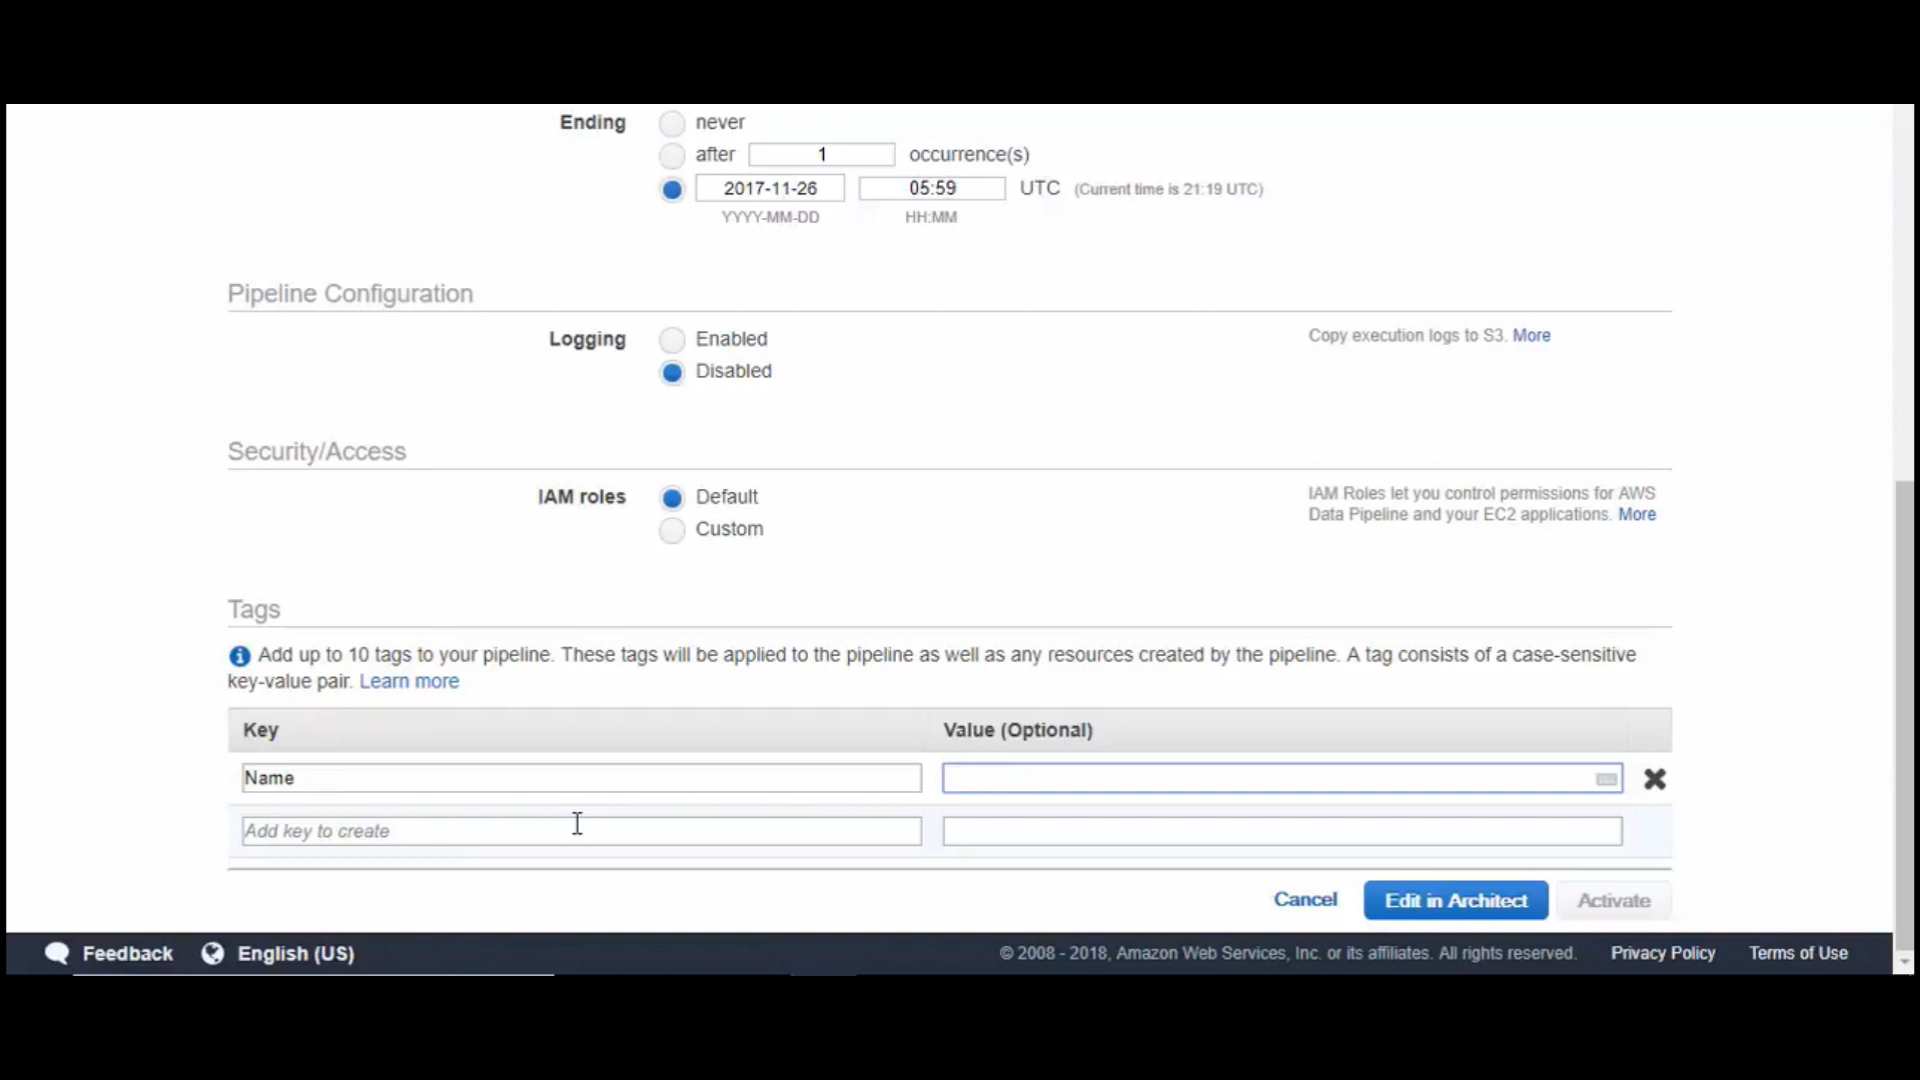 Ending never
after 1 occurrence(s)
2017-11-26 05:59 UTC (Current time is 21:19 UTC)
YYYY-MM-DD HH:MM
Pipeline Configuration
Logging Enabled Copy execution logs to S3. More
Disabled
Security/Access
IAM roles Default IAM Roles let you control permissions for AWS
Data Pipeline and your EC2 applications. More
Custom
Tags
Add up to 10 tags to your pipeline. These tags will be applied to the pipeline as well as any resources created by the pipeline. A tag consists of a case-sensitive
key-value pair. Learn more
Key Value (Optional)
Name
Add key to create
Cancel Edit in Architect Activate
Feedback English (US) © 2008 - 2018, Amazon Web Services, Inc. or its affiliates. All rights reserved. Privacy Policy Terms of Use